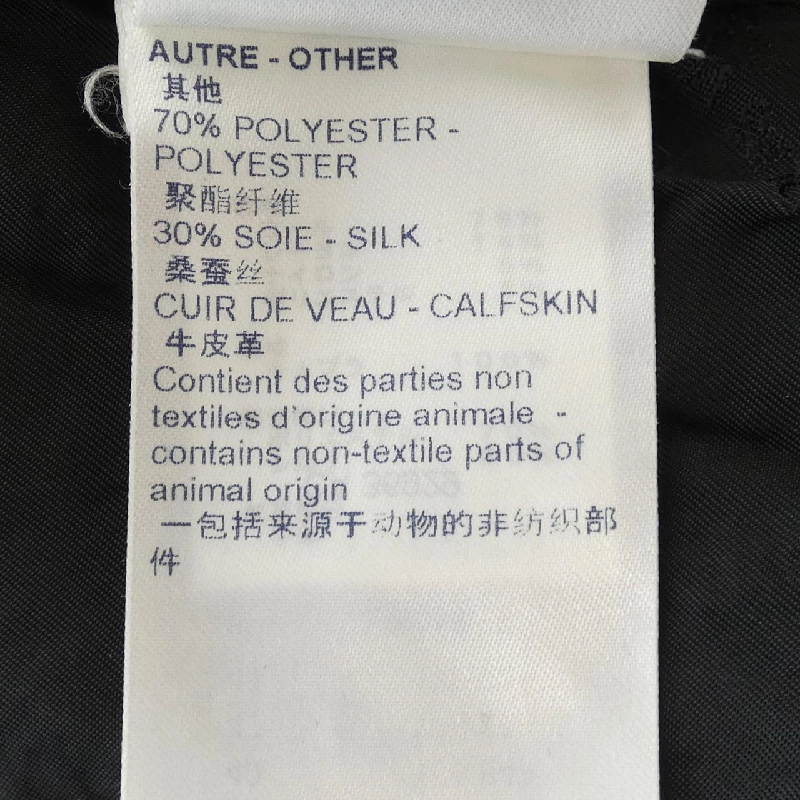 AUTRE - OTHER
其他
70% POLYESTER -
POLYESTER
聚酯纤维
30% SOIE - SILK
桑蚕丝
CUIR DE VEAU - CALFSKIN
牛皮革
Contient des parties non
textiles d'origine animale -
contains non-textile parts of
animal origin
一包括来源于动物的非纺织部
件